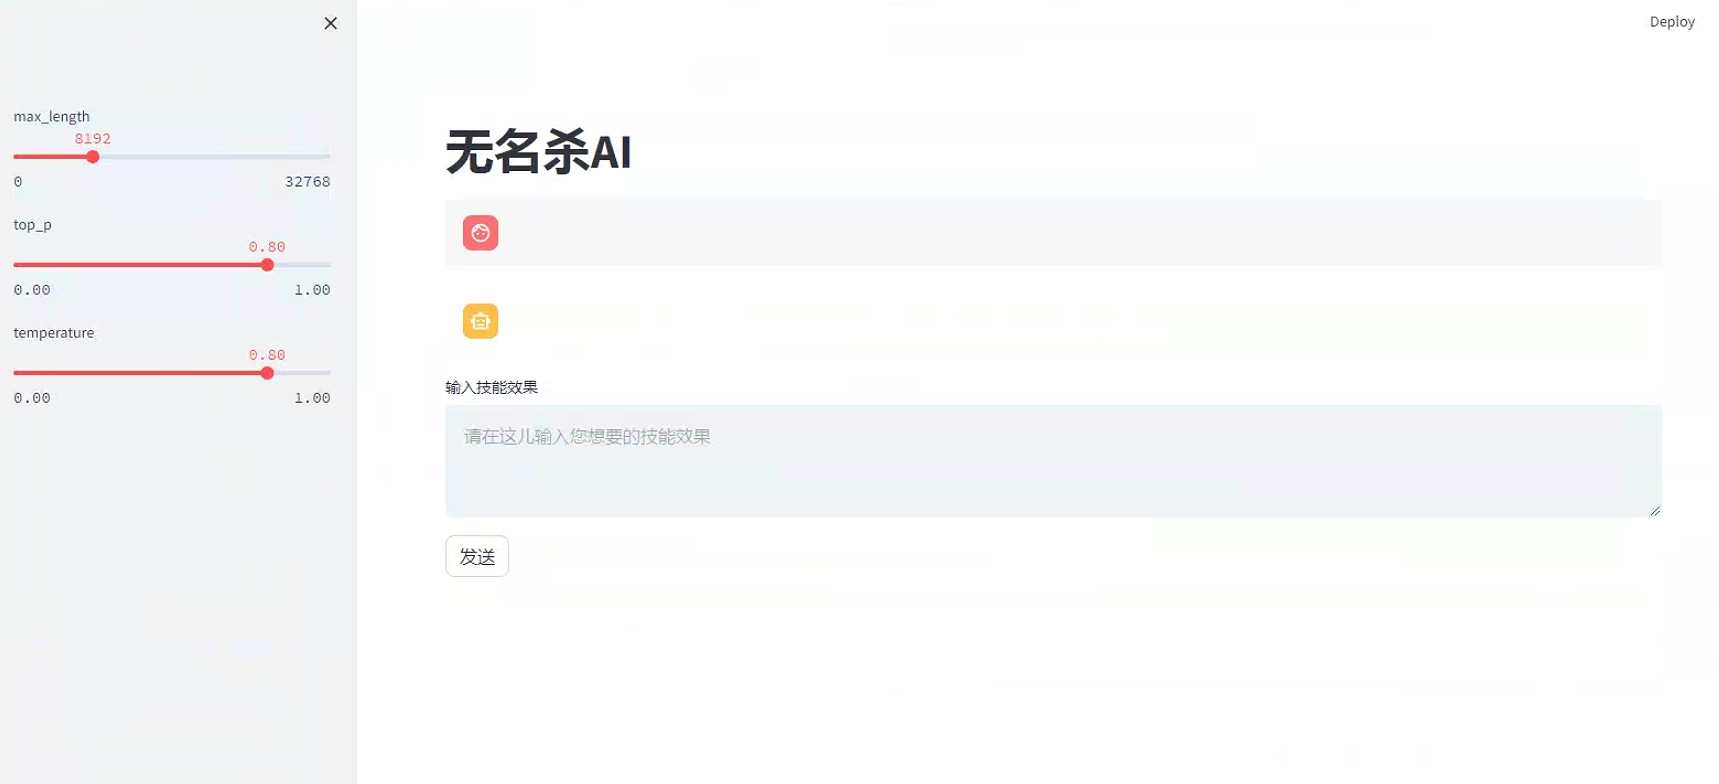 Deploy
max_length
8192
0 32768
top_p
0.80
0.00 1.00
temperature
0.80
0.00 1.00
无名杀AI
输入技能效果
请在这儿输入您想要的技能效果
发送